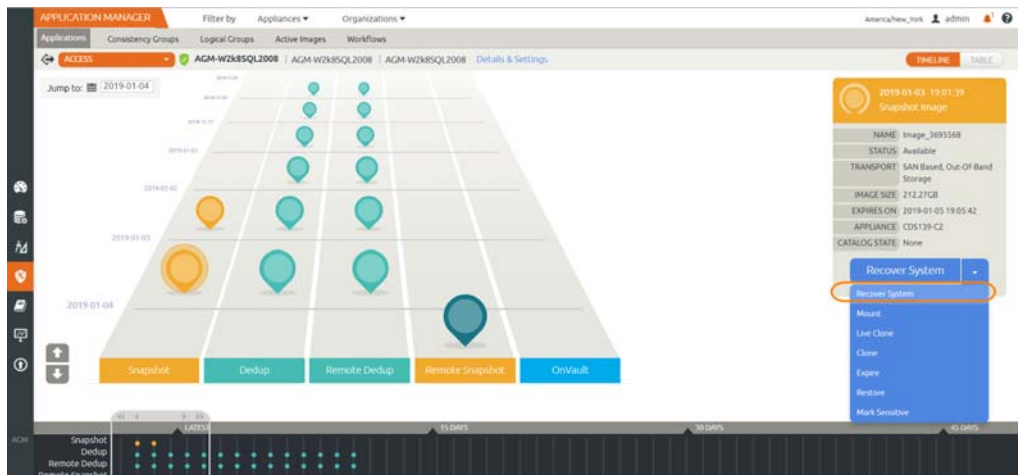 APPLICATION MANAGER Filter by Appliances Organizations America/New_York admin
Applications Consistency Groups Logical Groups Active Images Workflows
ACCESS AGM-W2k8SQL2008 | AGM-W2k8SQL2008 | AGM-W2k8SQL2008 Details & Settings TIMELINE TABLE
Jump to: 2019-01-04
2019-01-02
2019-01-03
2019-01-04
Snapshot Dedup Remote Dedup Remote Snapshot OnVault
2019-01-03 19:01:39
Snapshot Image
NAME Image_3695568
STATUS Available
TRANSPORT SAN Based, Out-Of-Band
Storage
IMAGE SIZE 212.27GB
EXPIRES ON 2019-01-05 19:05:42
APPLIANCE CDS139-C2
CATALOG STATE None
Recover System
Recover System
Mount
Live Clone
Clone
Expire
Restore
Mark Sensitive
LATEST 15 DAYS 30 DAYS 45 DAYS
AGM
Snapshot
Dedup
Remote Dedup
Remote Snapshot